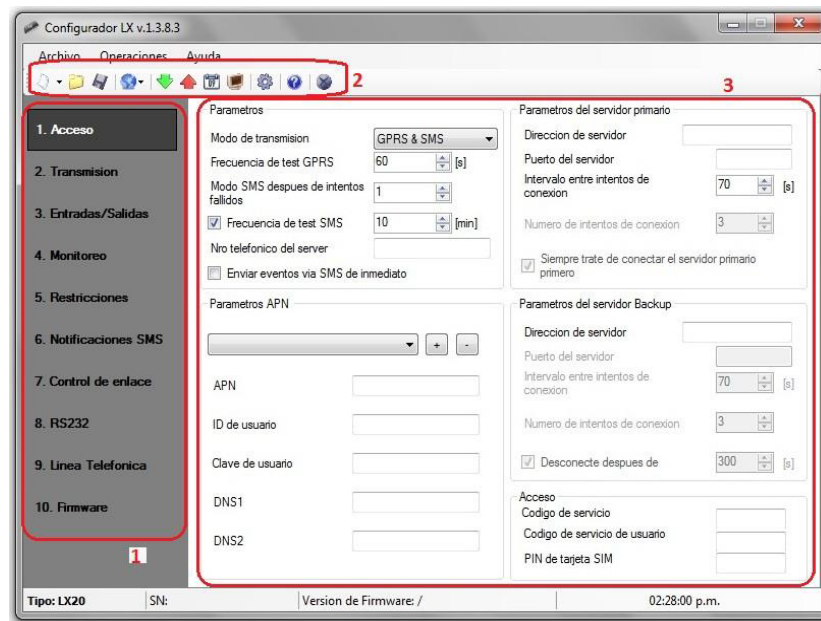 Configurador LX v.1.3.8.3
Archivo Operaciones Ayuda
2
3
1. Acceso
2. Transmision
3. Entradas/Salidas
4. Monitoreo
5. Restricciones
6. Notificaciones SMS
7. Control de enlace
8. RS232
9. Linea Telefonica
10. Firmware
1
Parametros
Modo de transmision GPRS & SMS
Frecuencia de test GPRS 60 [s]
Modo SMS despues de intentos
fallidos 1
Frecuencia de test SMS 10 [min]
Nro telefonico del server
Enviar eventos via SMS de inmediato
Parametros APN
+ -
APN
ID de usuario
Clave de usuario
DNS1
DNS2
Parametros del servidor primario
Direccion de servidor
Puerto del servidor
Intervalo entre intentos de
conexion 70 [s]
Numero de intentos de conexion 3
Siempre trate de conectar el servidor primario
primero
Parametros del servidor Backup
Direccion de servidor
Puerto del servidor
Intervalo entre intentos de
conexion 70 [s]
Numero de intentos de conexion 3
Desconecte despues de 300 [s]
Acceso
Codigo de servicio
Codigo de servicio de usuario
PIN de tarjeta SIM
Tipo: LX20 SN: Version de Firmware: / 02:28:00 p.m.